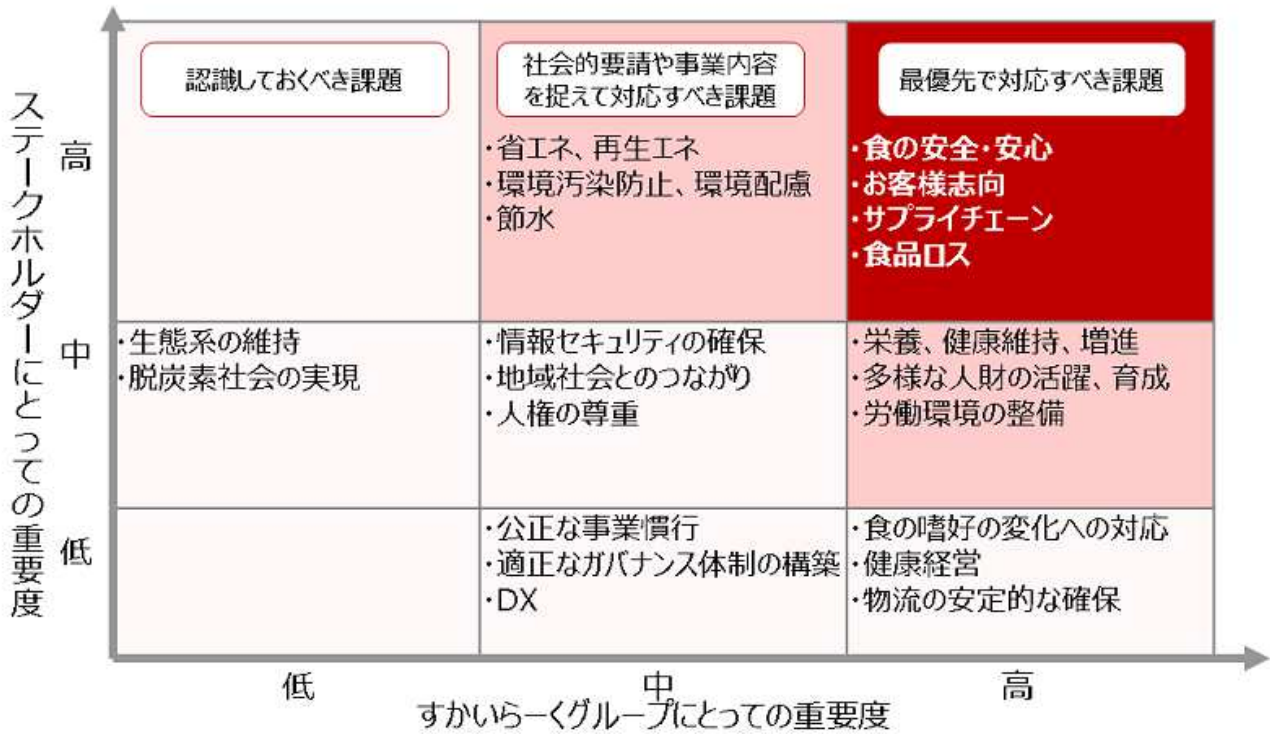 認識しておくべき課題
社会的要請や事業内容
を捉えて対応すべき課題
最優先で対応すべき課題
ステークホルダーにとっての重要度
高
・省エネ、再生エネ
・環境汚染防止、環境配慮
・節水
・食の安全・安心
・お客様志向
・サプライチェーン
・食品ロス
中
・生態系の維持
・脱炭素社会の実現
・情報セキュリティの確保
・地域社会とのつながり
・人権の尊重
・栄養、健康維持、増進
・多様な人財の活躍、育成
・労働環境の整備
低
・公正な事業慣行
・適正なガバナンス体制の構築
・DX
・食の嗜好の変化への対応
・健康経営
・物流の安定的な確保
低
中
高
すかいらーくグループにとっての重要度